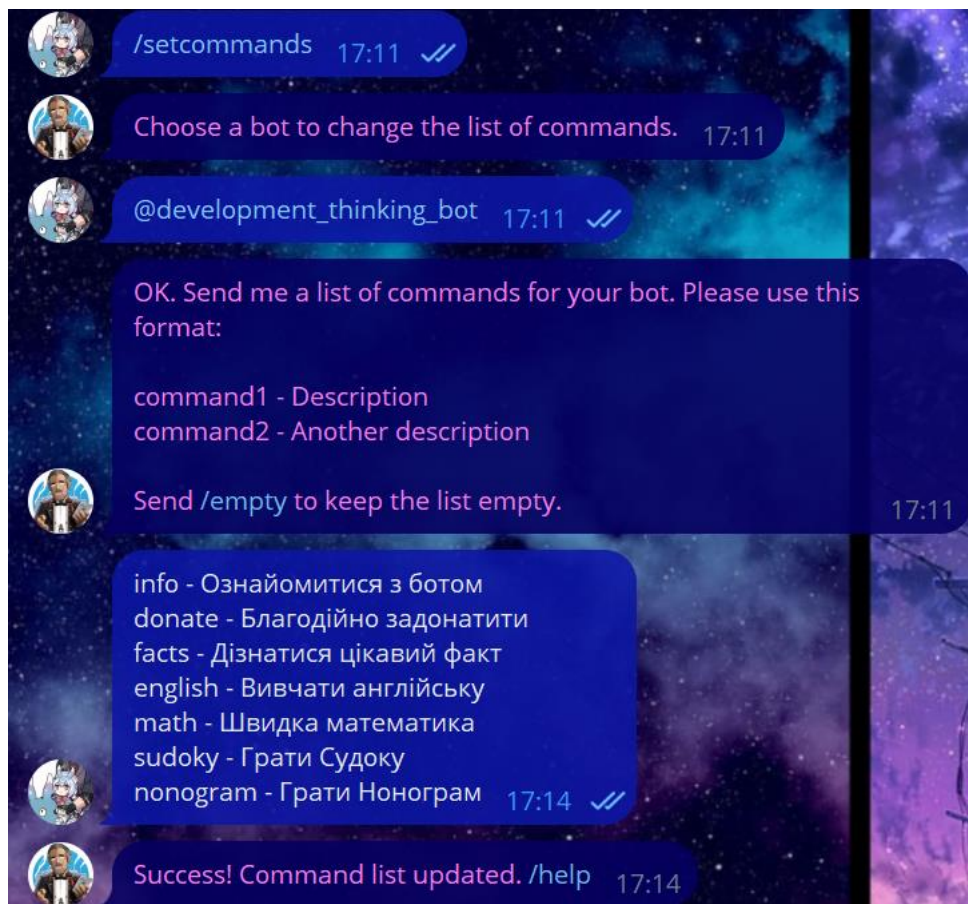 /setcommands 17:11
Choose a bot to change the list of commands. 17:11
@development_thinking_bot 17:11
OK. Send me a list of commands for your bot. Please use this
format:
command1 - Description
command2 - Another description
Send /empty to keep the list empty. 17:11
info - Ознайомитися з ботом
donate - Благодійно задонатити
facts - Дізнатися цікавий факт
english - Вивчати англійську
math - Швидка математика
sudoky - Грати Судоку
nonogram - Грати Нонограм 17:14
Success! Command list updated. /help 17:14